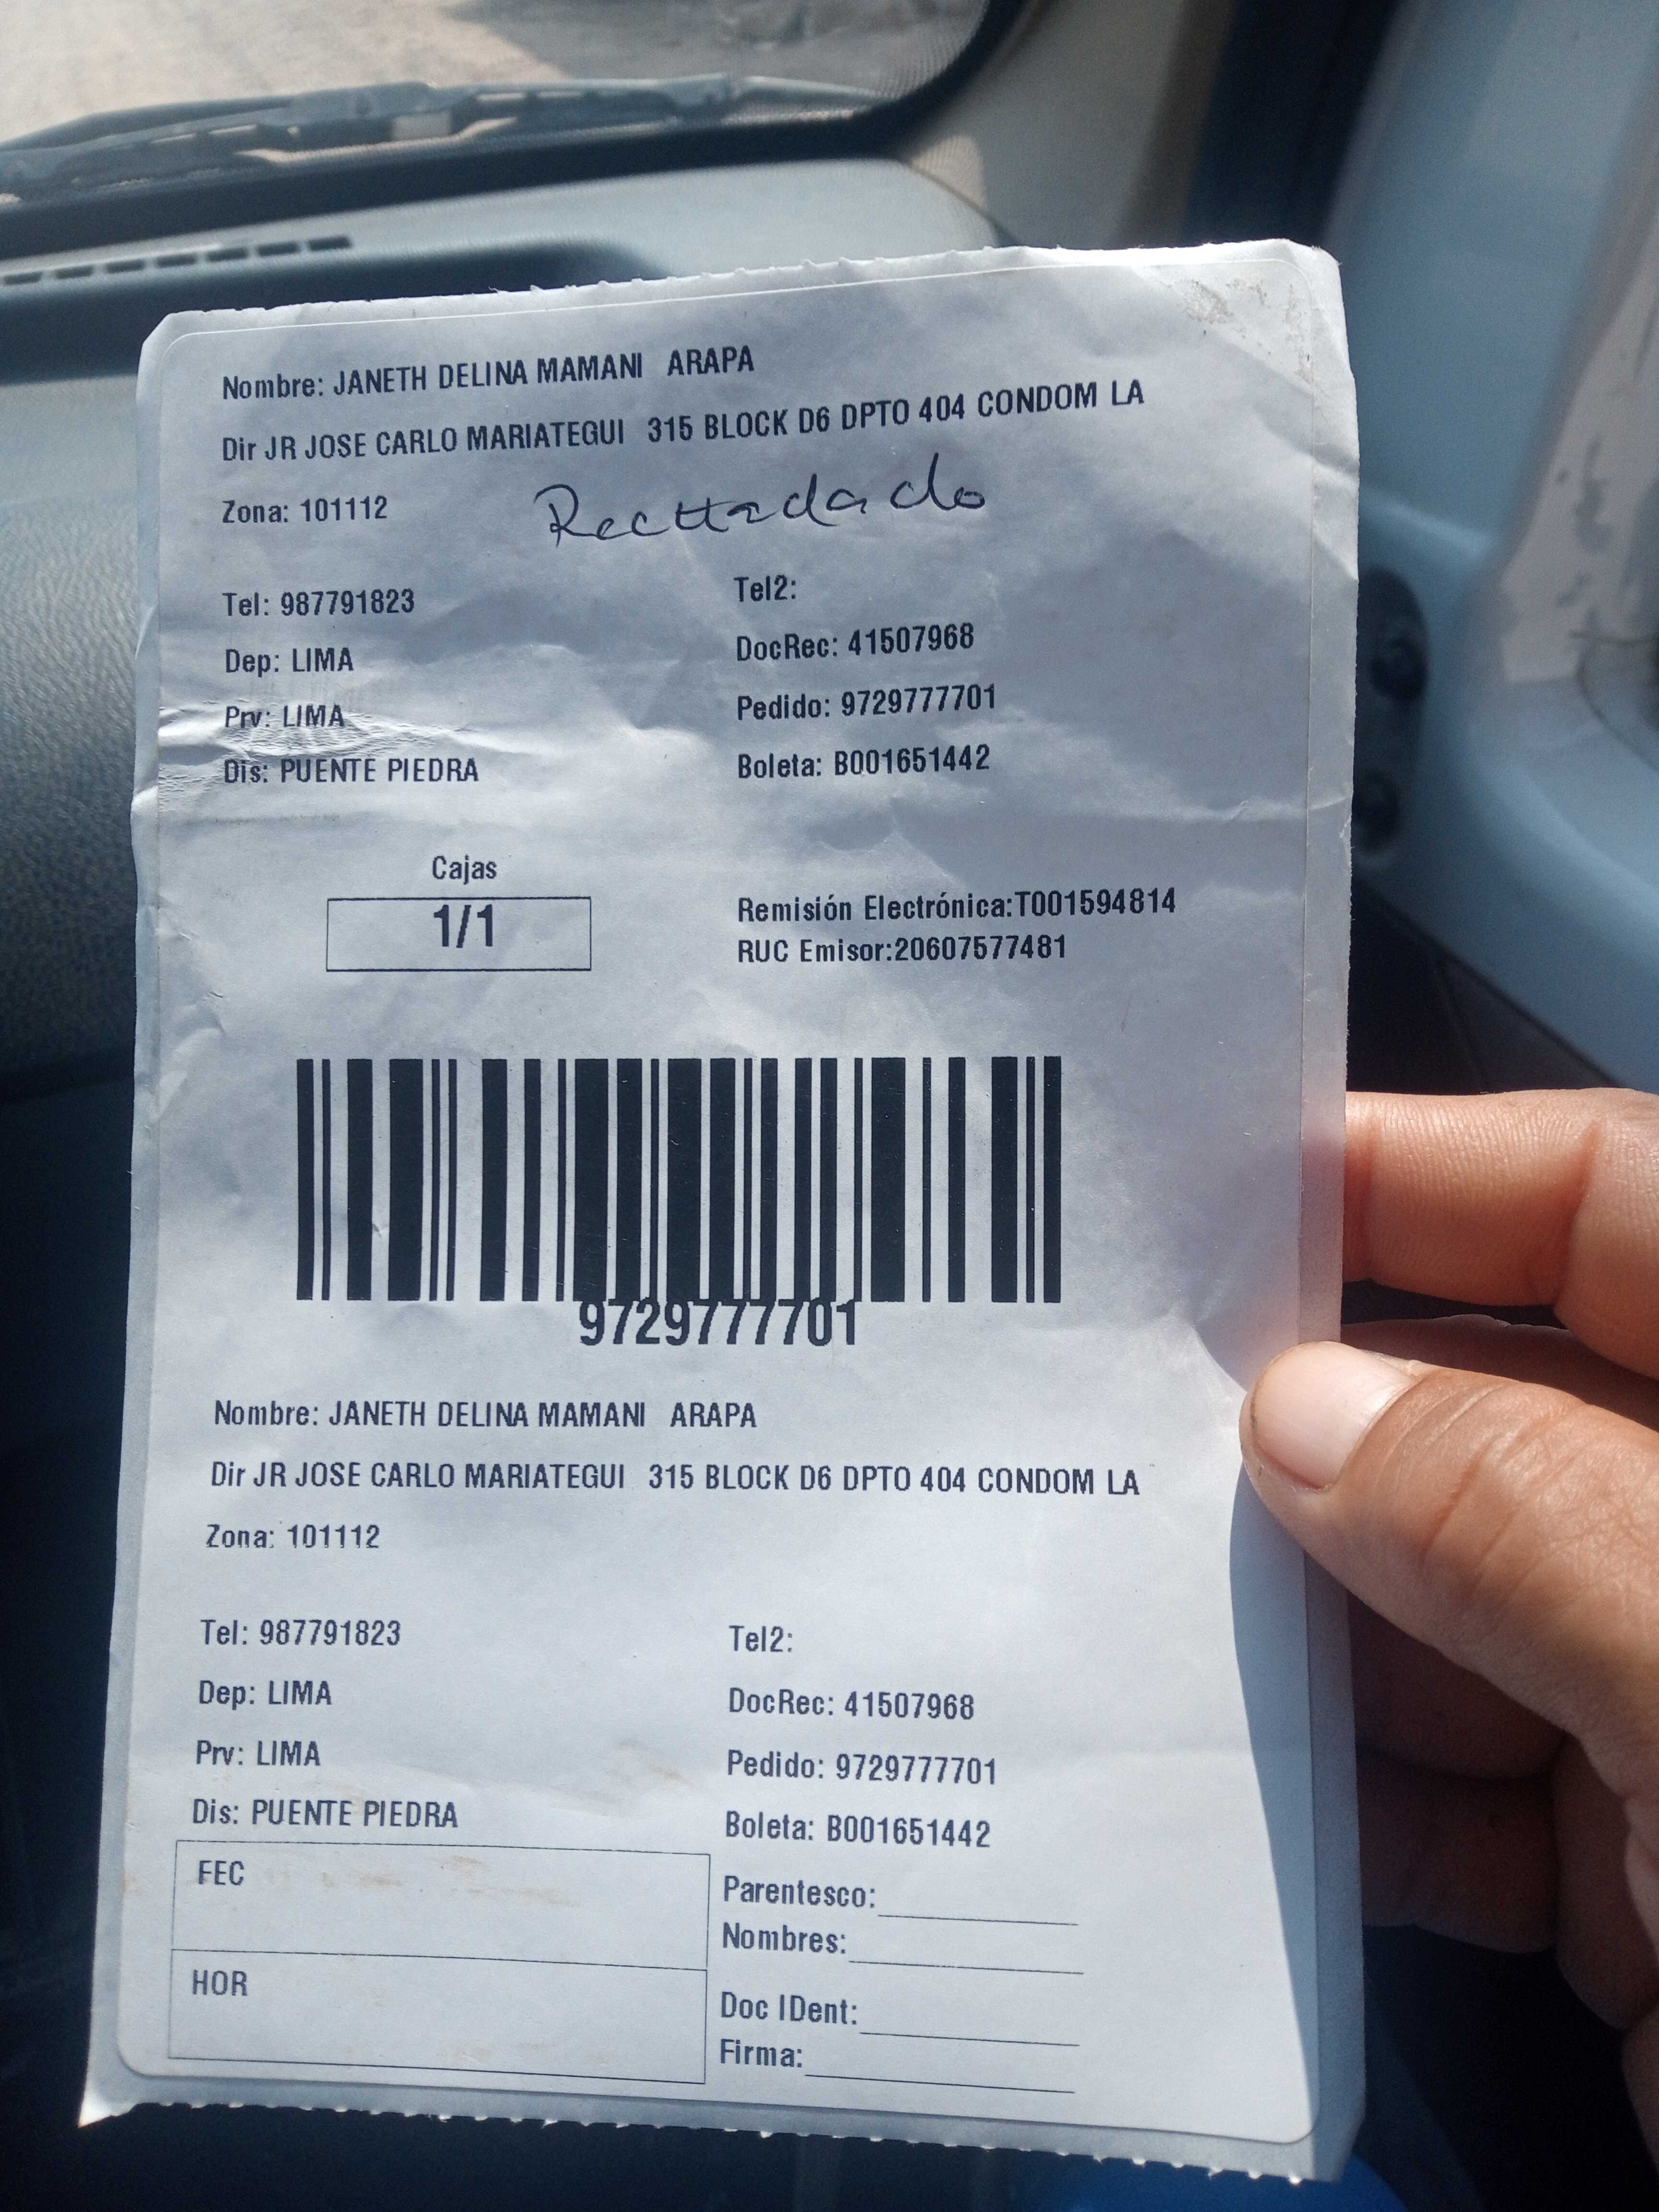 Nombre: JANETH DELINA MAMANI ARAPA
Dir JR JOSE CARLO MARIATEGUI 315 BLOCK D6 DPTO 404 CONDOM LA
Zona: 101112
Tel: 987791823
Tel2:
Dep: LIMA
DocRec: 41507968
Prv: LIMA
Pedido: 9729777701
Dis: PUENTE PIEDRA
Boleta: B001651442
Cajas
1/1
Remisión Electrónica:T001594814
RUC Emisor:20607577481
9729777701
Nombre: JANETH DELINA MAMANI ARAPA
Dir JR JOSE CARLO MARIATEGUI 315 BLOCK D6 DPTO 404 CONDOM LA
Zona: 101112
Tel: 987791823
Tel2:
Dep: LIMA
DocRec: 41507968
Prv: LIMA
Pedido: 9729777701
Dis: PUENTE PIEDRA
Boleta: B001651442
FEC
Parentesco:
Nombres:
HOR
Doc IDent:
Firma: